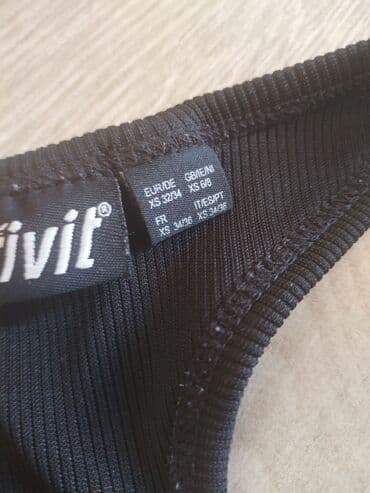 ivit®
EUR/DE GB/IE/NI
XS 32/34 XS 6/8
FR IT/ES/PT
XS 34/36 XS 34/36